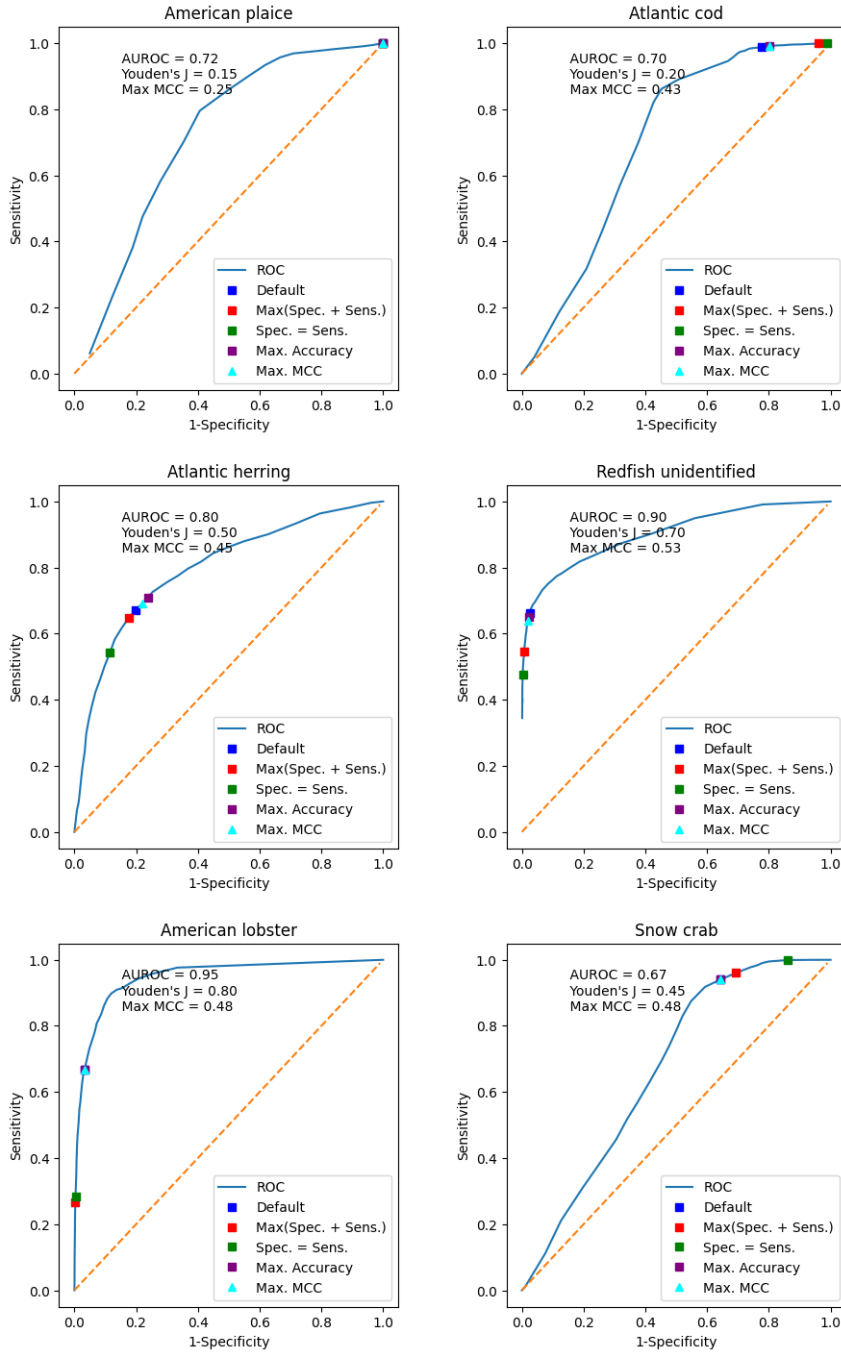 American plaice
AUROC = 0.72
Youden's J = 0.15
Max MCC = 0.25
Sensitivity
1.0
0.8
0.6
0.4
0.2
0.0
ROC
Default
Max(Spec. + Sens.)
Spec. = Sens.
Max. Accuracy
Max. MCC
0.0 0.2 0.4 0.6 0.8 1.0
1-Specificity
Atlantic cod
AUROC = 0.70
Youden's J = 0.20
Max MCC = 0.43
Sensitivity
1.0
0.8
0.6
0.4
0.2
0.0
ROC
Default
Max(Spec. + Sens.)
Spec. = Sens.
Max. Accuracy
Max. MCC
0.0 0.2 0.4 0.6 0.8 1.0
1-Specificity
Atlantic herring
AUROC = 0.80
Youden's J = 0.50
Max MCC = 0.45
Sensitivity
1.0
0.8
0.6
0.4
0.2
0.0
ROC
Default
Max(Spec. + Sens.)
Spec. = Sens.
Max. Accuracy
Max. MCC
0.0 0.2 0.4 0.6 0.8 1.0
1-Specificity
Redfish unidentified
AUROC = 0.90
Youden's J = 0.70
Max MCC = 0.53
Sensitivity
1.0
0.8
0.6
0.4
0.2
0.0
ROC
Default
Max(Spec. + Sens.)
Spec. = Sens.
Max. Accuracy
Max. MCC
0.0 0.2 0.4 0.6 0.8 1.0
1-Specificity
American lobster
AUROC = 0.95
Youden's J = 0.80
Max MCC = 0.48
Sensitivity
1.0
0.8
0.6
0.4
0.2
0.0
ROC
Default
Max(Spec. + Sens.)
Spec. = Sens.
Max. Accuracy
Max. MCC
0.0 0.2 0.4 0.6 0.8 1.0
1-Specificity
Snow crab
AUROC = 0.67
Youden's J = 0.45
Max MCC = 0.48
Sensitivity
1.0
0.8
0.6
0.4
0.2
0.0
ROC
Default
Max(Spec. + Sens.)
Spec. = Sens.
Max. Accuracy
Max. MCC
0.0 0.2 0.4 0.6 0.8 1.0
1-Specificity